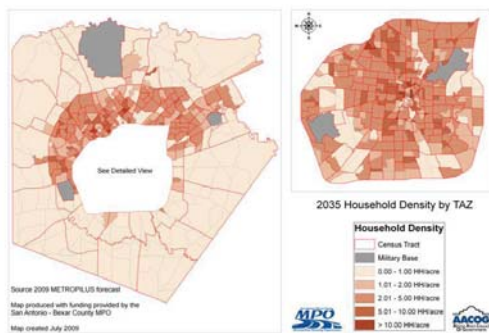 See Detailed View
Source 2009 METROPILUS forecast
Map produced with funding provided by the
San Antonio - Bexar County MPO
Map created July 2009
2035 Household Density by TAZ
Household Density
Census Tract
Military Base
0.00 - 1.00 HH/acre
1.01 - 2.00 HH/acre
2.01 - 5.00 HH/acre
5.01 - 10.00 HH/acre
> 10.00 HH/acre
MPO
AACOG